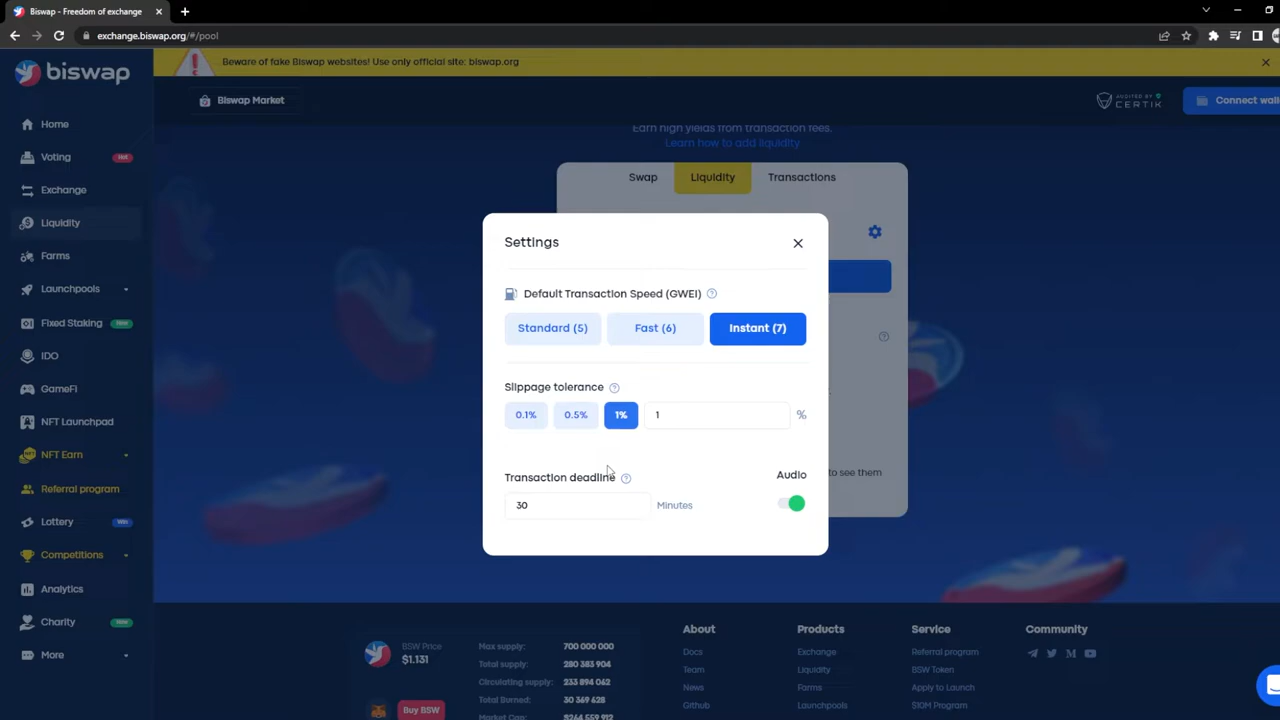 Biswap - Freedom of exchange
exchange.biswap.org/#/pool
biswap
Beware of fake Biswap websites! Use only official site: biswap.org
Biswap Market
AUDITED BY
CERTIK
Connect wall
Home
Voting Hot
Exchange
Liquidity
Farms
Launchpools
Fixed Staking New
IDO
GameFi
NFT Launchpad
NFT Earn
Referral program
Lottery Win
Competitions
Analytics
Charity New
More
Earn high yields from transaction fees.
Learn how to add liquidity
Swap Liquidity Transactions
Settings
Default Transaction Speed (GWEI)
Standard (5) Fast (6) Instant (7)
Slippage tolerance
0.1% 0.5% 1% 1 %
Transaction deadline Audio
30 Minutes
to see them
BSW Price
$1.131
Buy BSW
Max supply: 700 000 000
Total supply: 280 383 904
Circulating supply: 233 894 062
Total Burned: 30 369 628
Market Cap: $264 559 912
About
Docs
Team
News
Github
Products
Exchange
Liquidity
Farms
Launchpools
Service
Referral program
BSW Token
Apply to Launch
$10M Program
Community